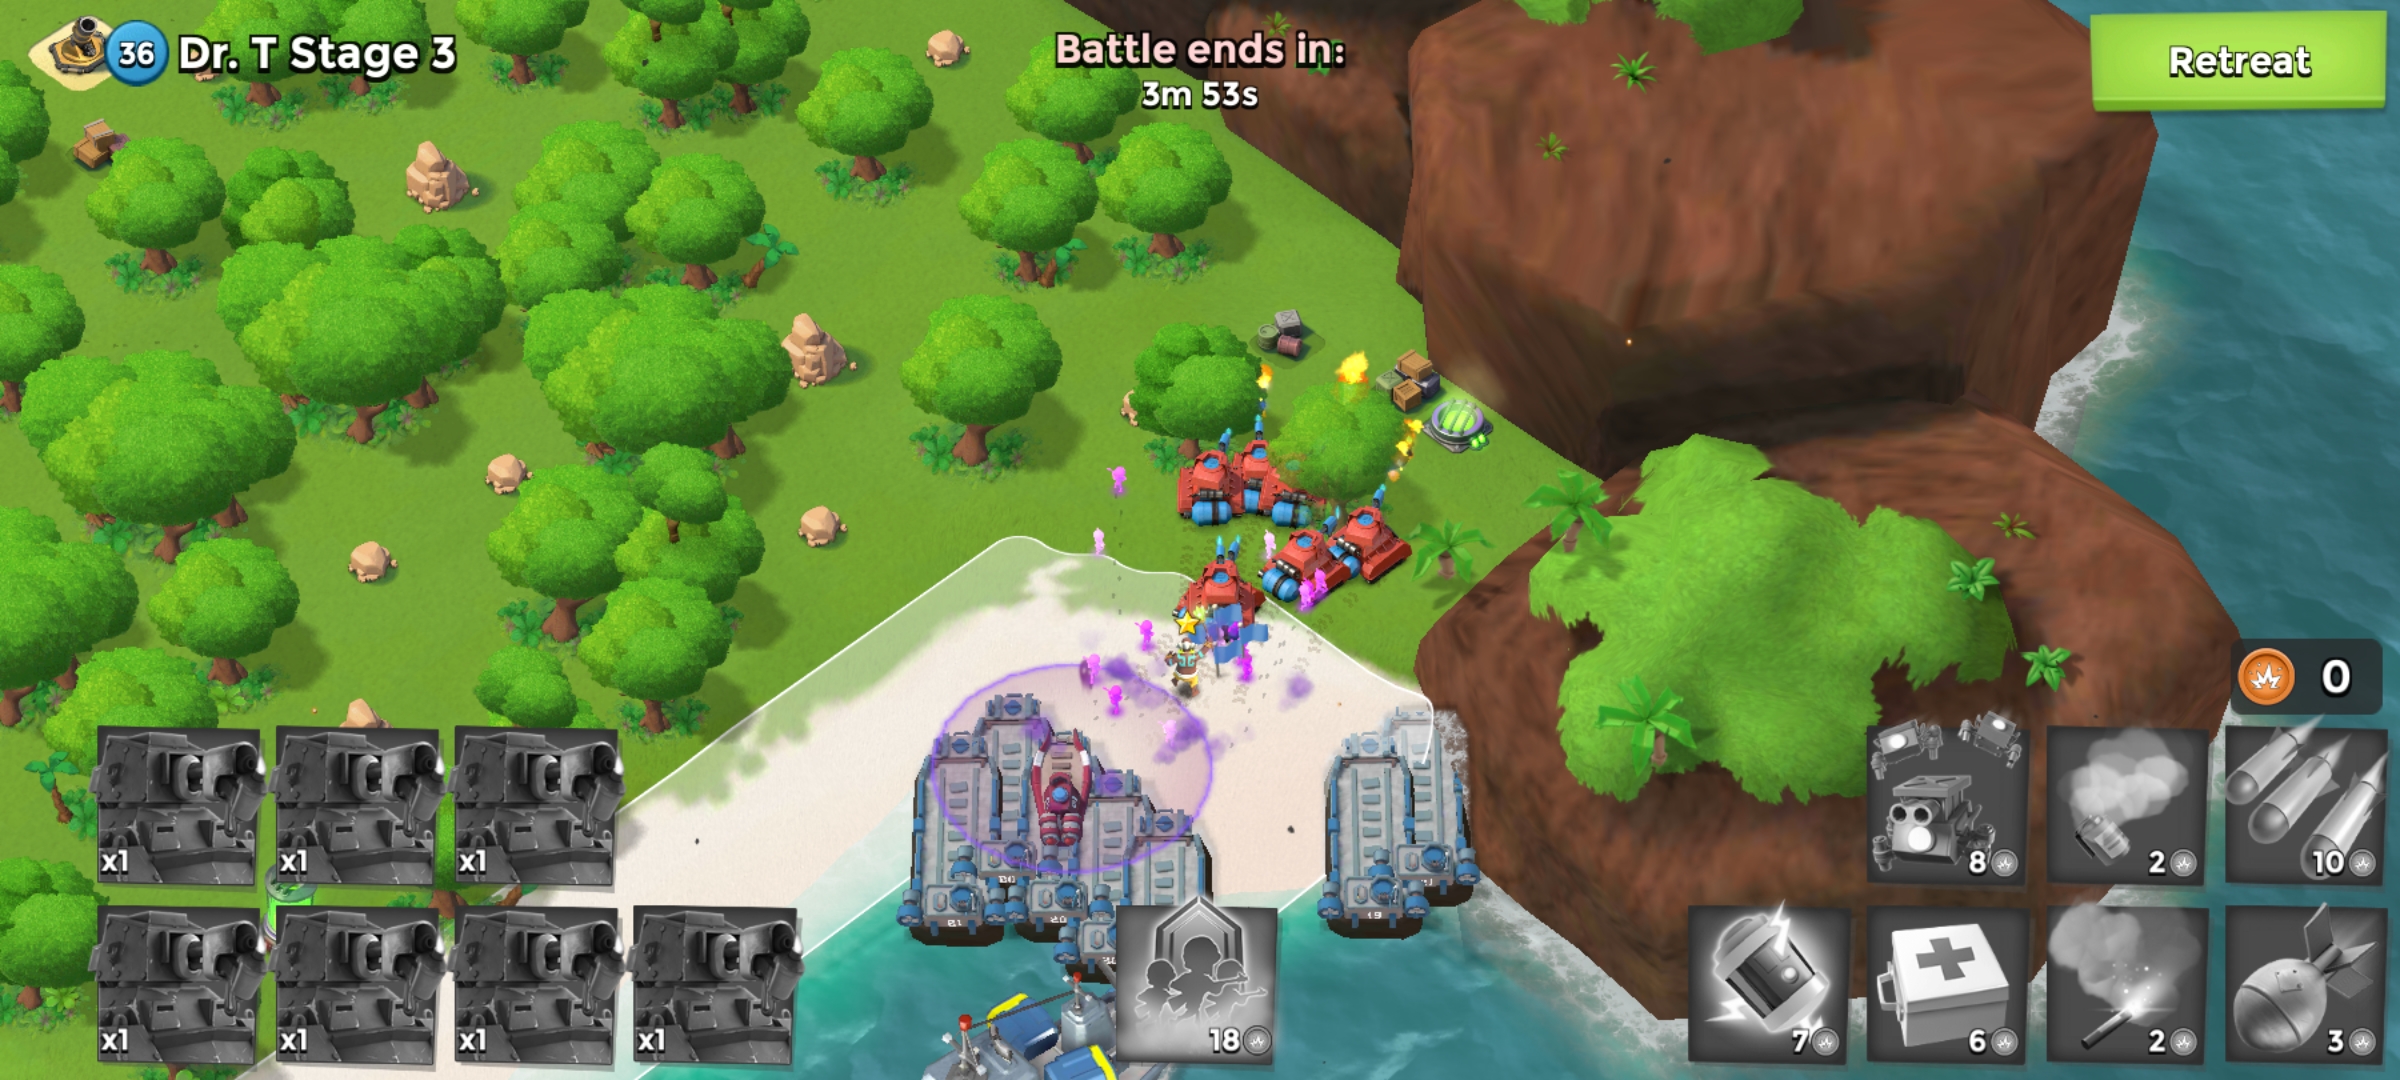 36 Dr. T Stage 3
Battle ends in:
3m 53s
Retreat
0
x1 x1 x1
8 2 10
x1 x1 x1 x1
18
7 6 2 3